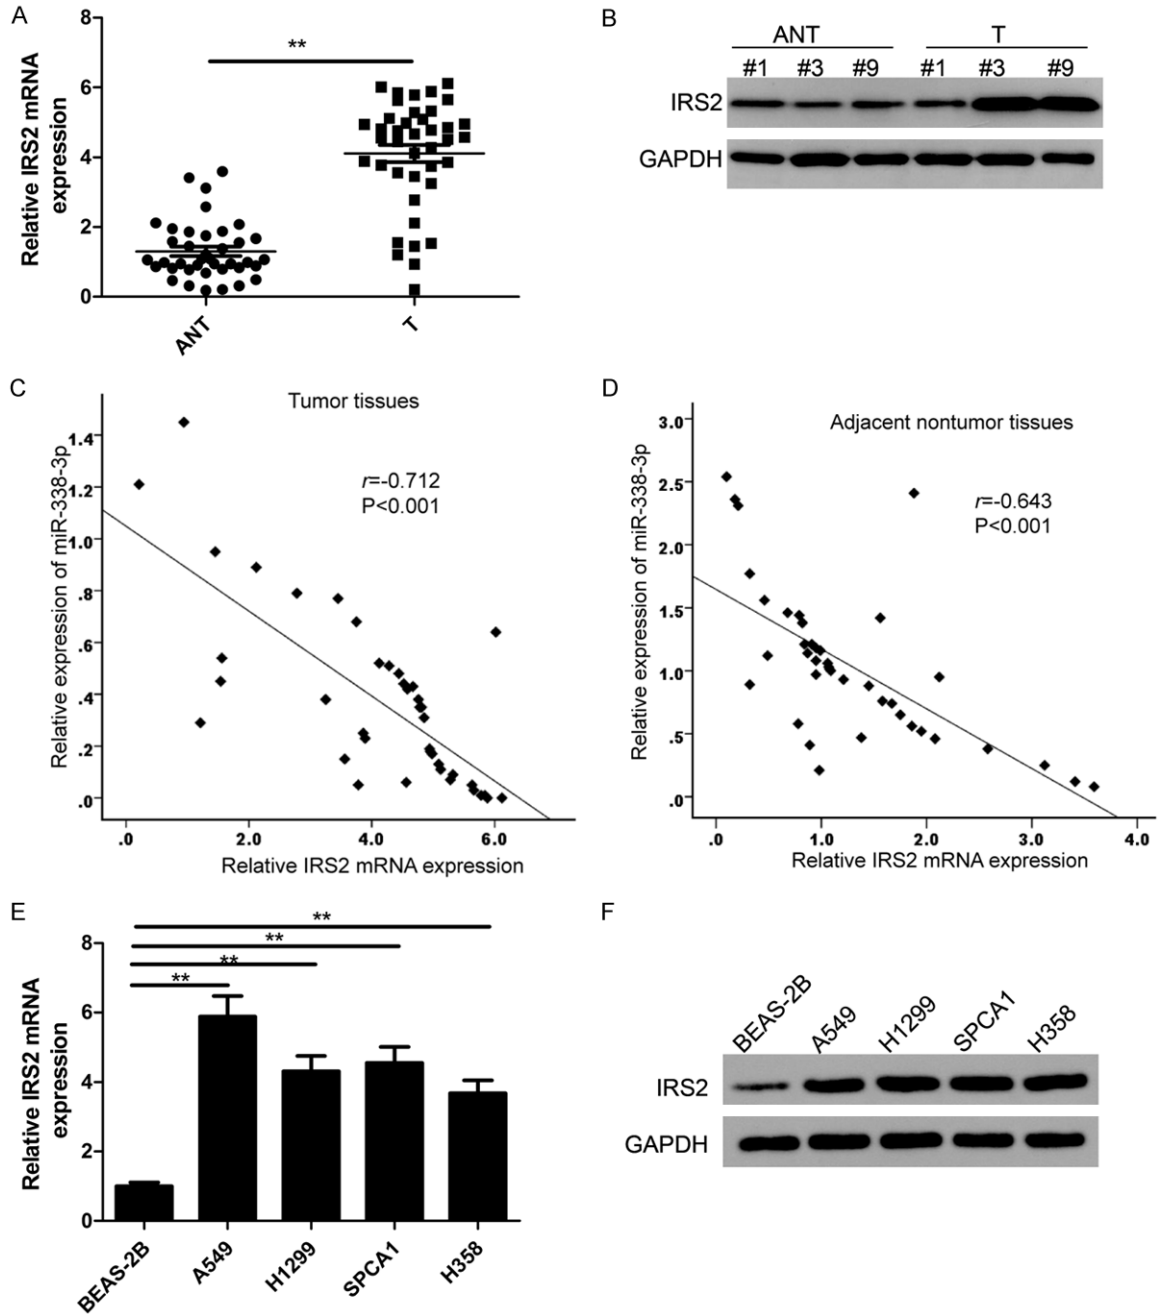 A
Relative IRS2 mRNA
expression
8
6
4
2
0
**
ANT
T
B
ANT
T
#1
#3
#9
#1
#3
#9
IRS2
GAPDH
C
Tumor tissues
r=-0.712
P<0.001
Relative expression of miR-338-3p
1.4
1.2
1.0
.8
.6
.4
.2
.0
.0
2.0
4.0
6.0
Relative IRS2 mRNA expression
D
Adjacent nontumor tissues
r=-0.643
P<0.001
Relative expression of miR-338-3p
3.0
2.5
2.0
1.5
1.0
.5
.0
.0
1.0
2.0
3.0
4.0
Relative IRS2 mRNA expression
E
Relative IRS2 mRNA
expression
8
6
4
2
0
**
**
**
**
BEAS-2B
A549
H1299
SPCA1
H358
F
BEAS-2B
A549
H1299
SPCA1
H358
IRS2
GAPDH